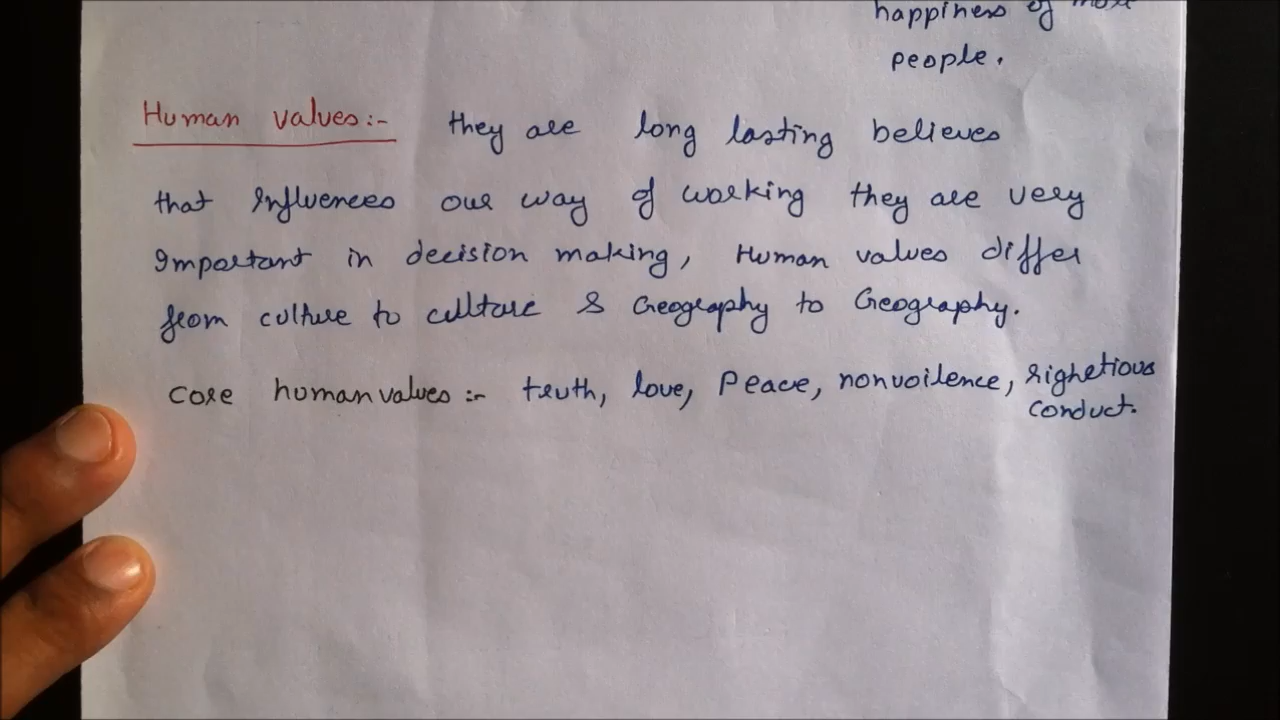 happiness of more
people.
Human values:- they are long lasting believes
that Influences our way of working they are very
Important in decision making, Human values differ
from culture to culture & Geography to Geography.
core human values :- truth, love, Peace, nonvoilence, righetious
conduct.